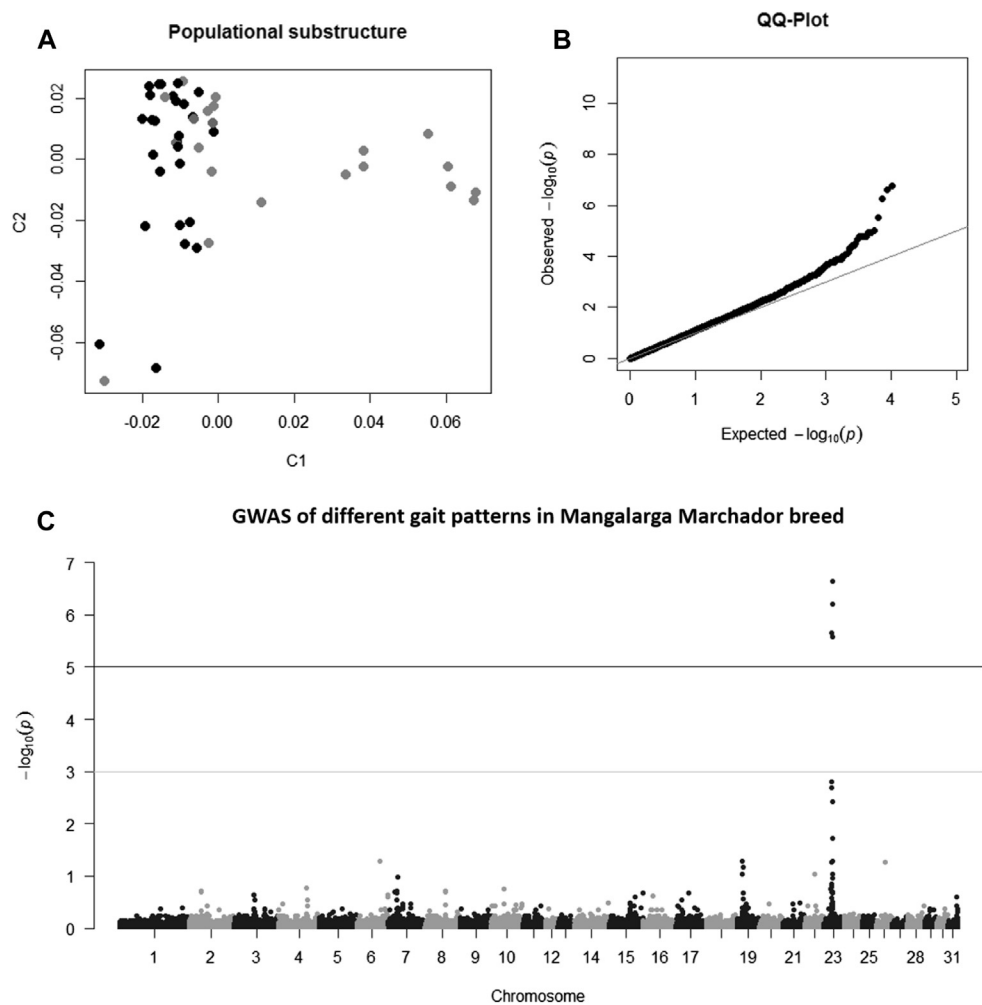 A
Populational substructure
C2
0.02
0.00
-0.02
-0.04
-0.06
-0.02 0.00 0.02 0.04 0.06
C1
B
QQ-Plot
Observed −log10(p)
10
8
6
4
2
0
0 1 2 3 4 5
Expected −log10(p)
C
GWAS of different gait patterns in Mangalarga Marchador breed
−log10(p)
7
6
5
4
3
2
1
0
1 2 3 4 5 6 7 8 9 10 12 14 15 16 17 19 21 23 25 28 31
Chromosome